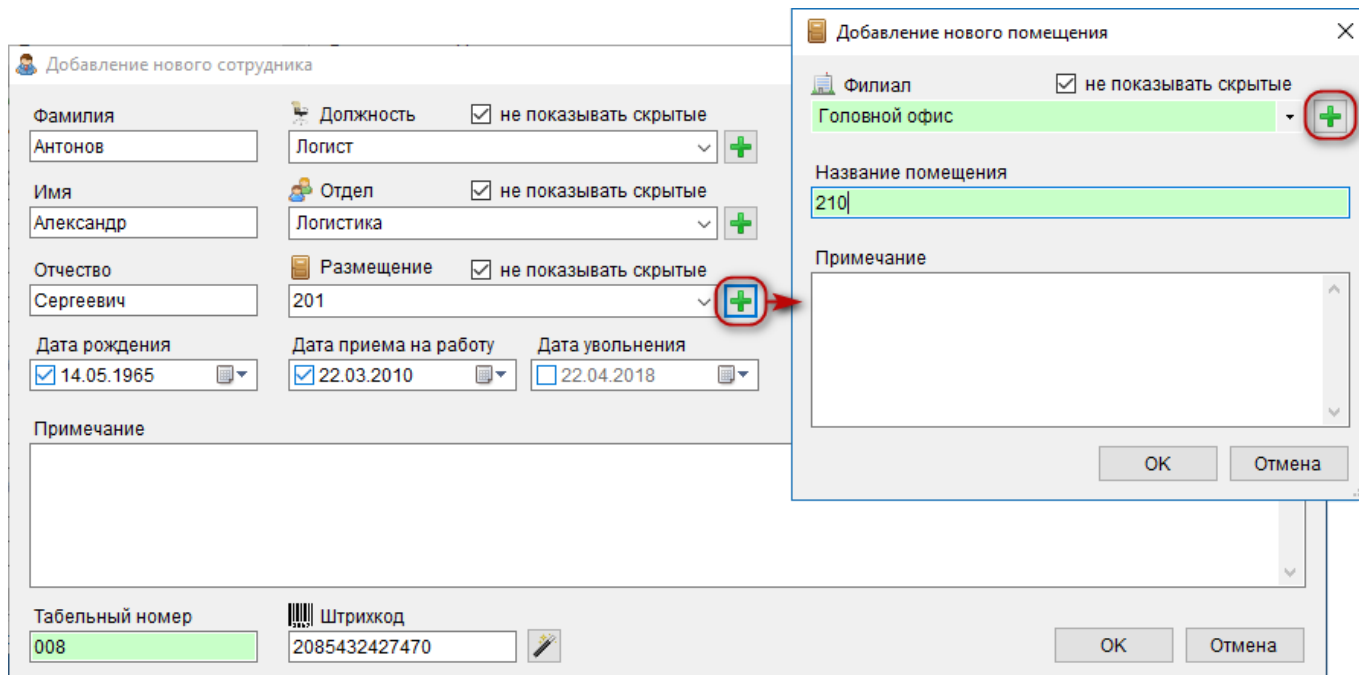 Добавление нового сотрудника
Фамилия
Антонов
Должность
не показывать скрытые
Логист
Имя
Александр
Отдел
не показывать скрытые
Логистика
Отчество
Сергеевич
Размещение
не показывать скрытые
201
Дата рождения
14.05.1965
Дата приема на работу
22.03.2010
Дата увольнения
22.04.2018
Примечание
Табельный номер
008
Штрихкод
2085432427470
OK
Отмена
Добавление нового помещения
Филиал
не показывать скрытые
Головной офис
Название помещения
210
Примечание
OK
Отмена